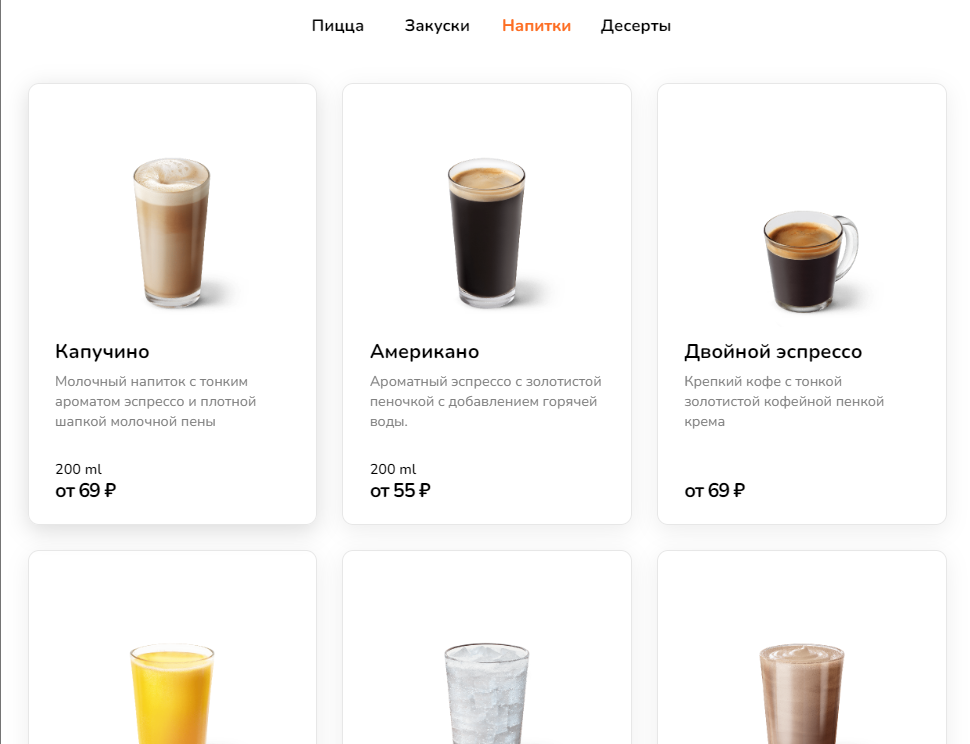 Пицца Закуски Напитки Десерты
Капучино
Молочный напиток с тонким
ароматом эспрессо и плотной
шапкой молочной пены
200 ml
от 69 ₽
Американо
Ароматный эспрессо с золотистой
пеночкой с добавлением горячей
воды.
200 ml
от 55 ₽
Двойной эспрессо
Крепкий кофе с тонкой
золотистой кофейной пенкой
крема
от 69 ₽